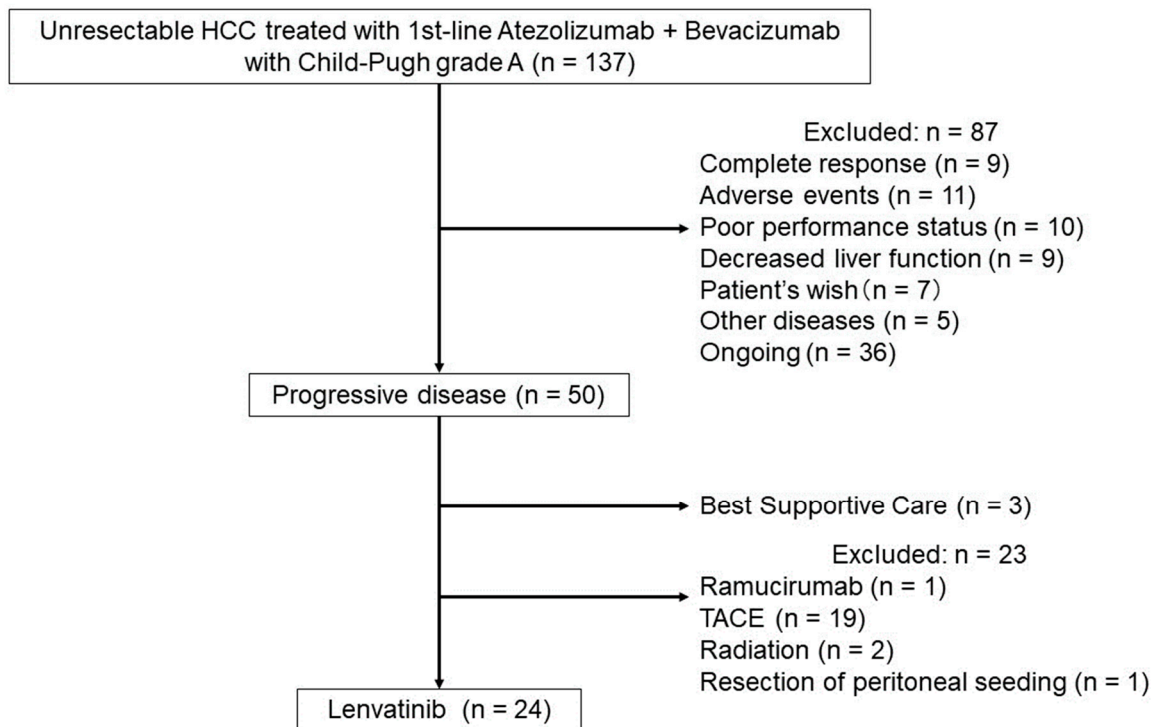 Unresectable HCC treated with 1st-line Atezolizumab + Bevacizumab
with Child-Pugh grade A (n = 137)
Excluded: n = 87
Complete response (n = 9)
Adverse events (n = 11)
Poor performance status (n = 10)
Decreased liver function (n = 9)
Patient’s wish（n = 7）
Other diseases (n = 5)
Ongoing (n = 36)
Progressive disease (n = 50)
Best Supportive Care (n = 3)
Excluded: n = 23
Ramucirumab (n = 1)
TACE (n = 19)
Radiation (n = 2)
Resection of peritoneal seeding (n = 1)
Lenvatinib (n = 24)